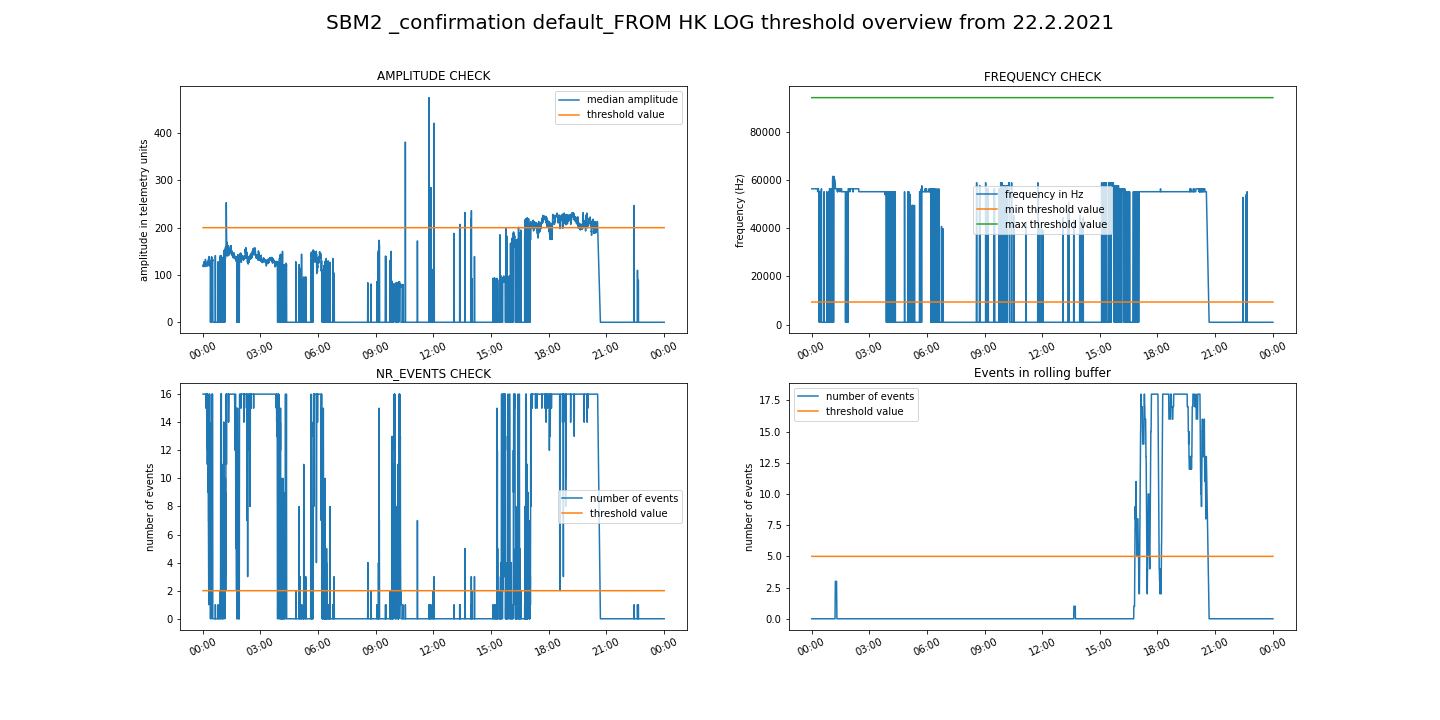 SBM2 _confirmation default_FROM HK LOG threshold overview from 22.2.2021
AMPLITUDE CHECK
amplitude in telemetry units
400
300
200
100
0
median amplitude
threshold value
00:00 03:00 06:00 09:00 12:00 15:00 18:00 21:00 00:00
FREQUENCY CHECK
frequency (Hz)
80000
60000
40000
20000
0
frequency in Hz
min threshold value
max threshold value
00:00 03:00 06:00 09:00 12:00 15:00 18:00 21:00 00:00
NR_EVENTS CHECK
number of events
16
14
12
10
8
6
4
2
0
number of events
threshold value
00:00 03:00 06:00 09:00 12:00 15:00 18:00 21:00 00:00
Events in rolling buffer
number of events
17.5
15.0
12.5
10.0
7.5
5.0
2.5
0.0
number of events
threshold value
00:00 03:00 06:00 09:00 12:00 15:00 18:00 21:00 00:00